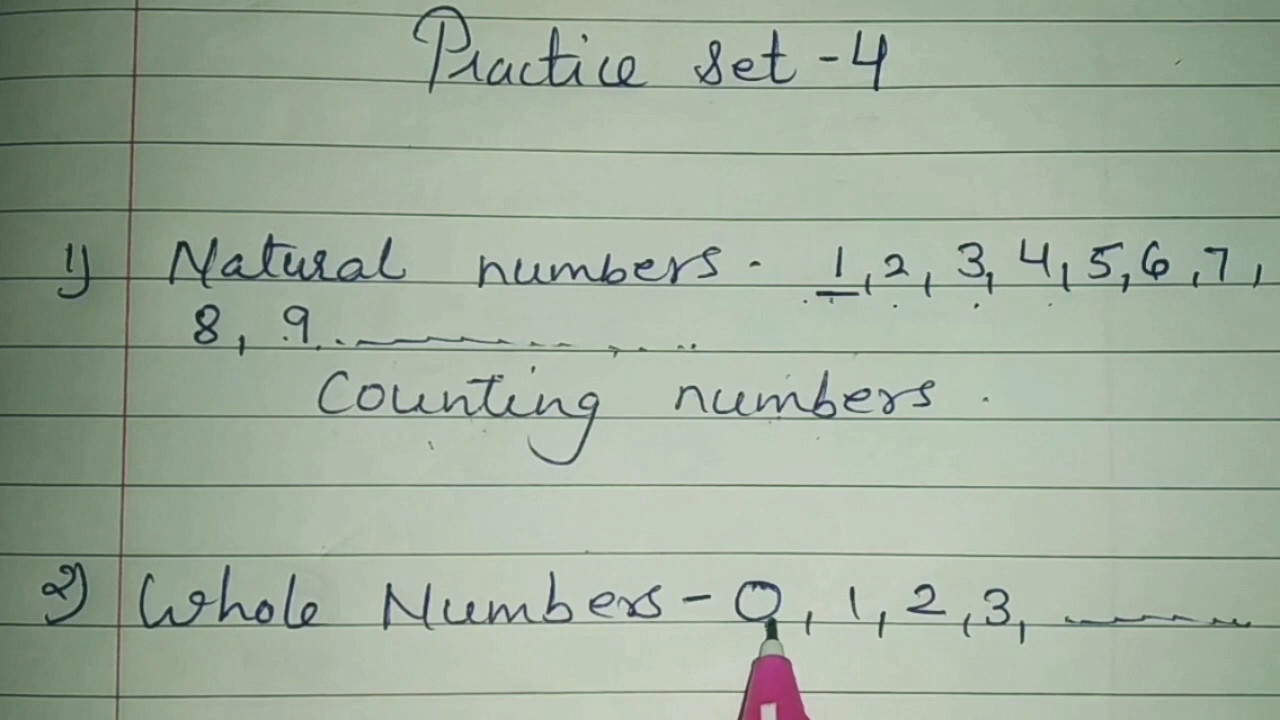 Practice set - 4
1) Natural numbers - 1, 2, 3, 4, 5, 6, 7,
8, 9, ..........
Counting numbers.
2) Whole Numbers - 0, 1, 2, 3, ..........